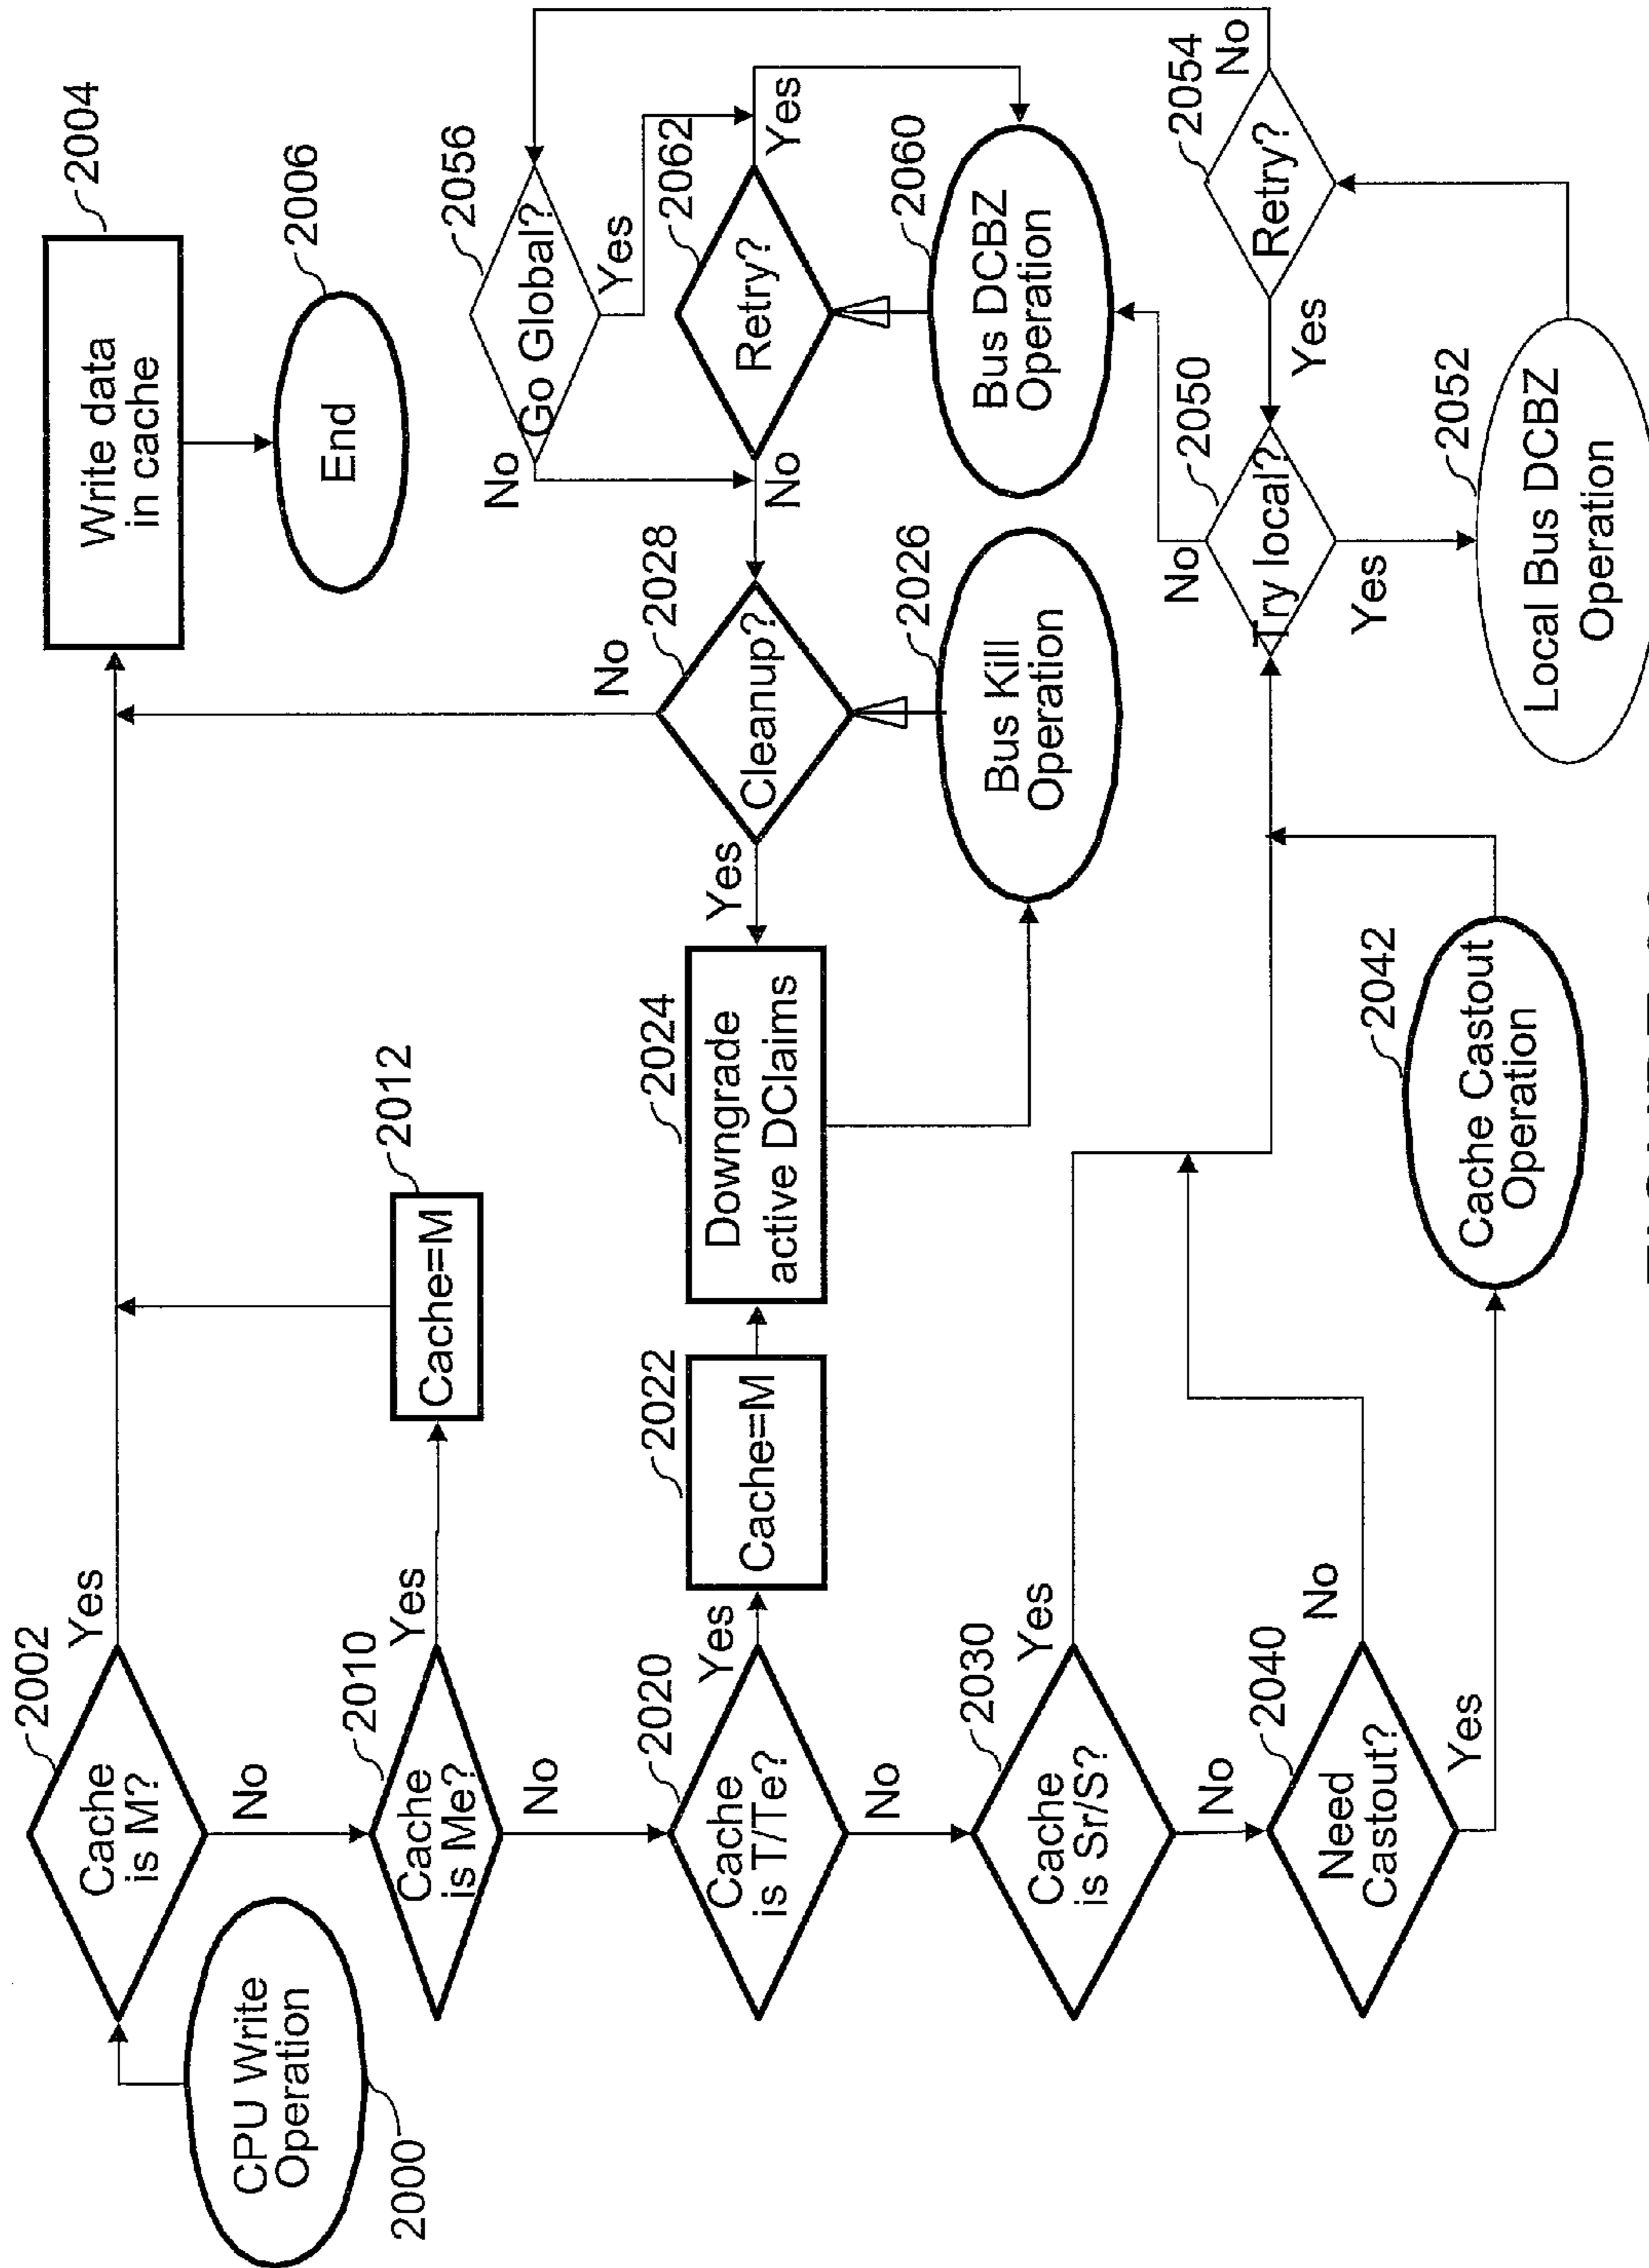 CPU Write
Operation
2000
Cache
is M?
2002
Yes
No
Write data
in cache
2004
End
2006
Cache
is Me?
2010
Yes
No
Cache=M
2012
Cache
is T/Te?
2020
Yes
No
Cache=M
2022
Downgrade
active DClaims
2024
Bus Kill
Operation
2026
Cleanup?
2028
Yes
No
Cache
is Sr/S?
2030
Yes
No
Need
Castout?
2040
No
Yes
Cache Castout
Operation
2042
Try local?
2050
No
Yes
Local Bus DCBZ
Operation
2052
Retry?
2054
Yes
No
Go Global?
2056
No
Yes
Bus DCBZ
Operation
2060
Retry?
2062
Yes
No